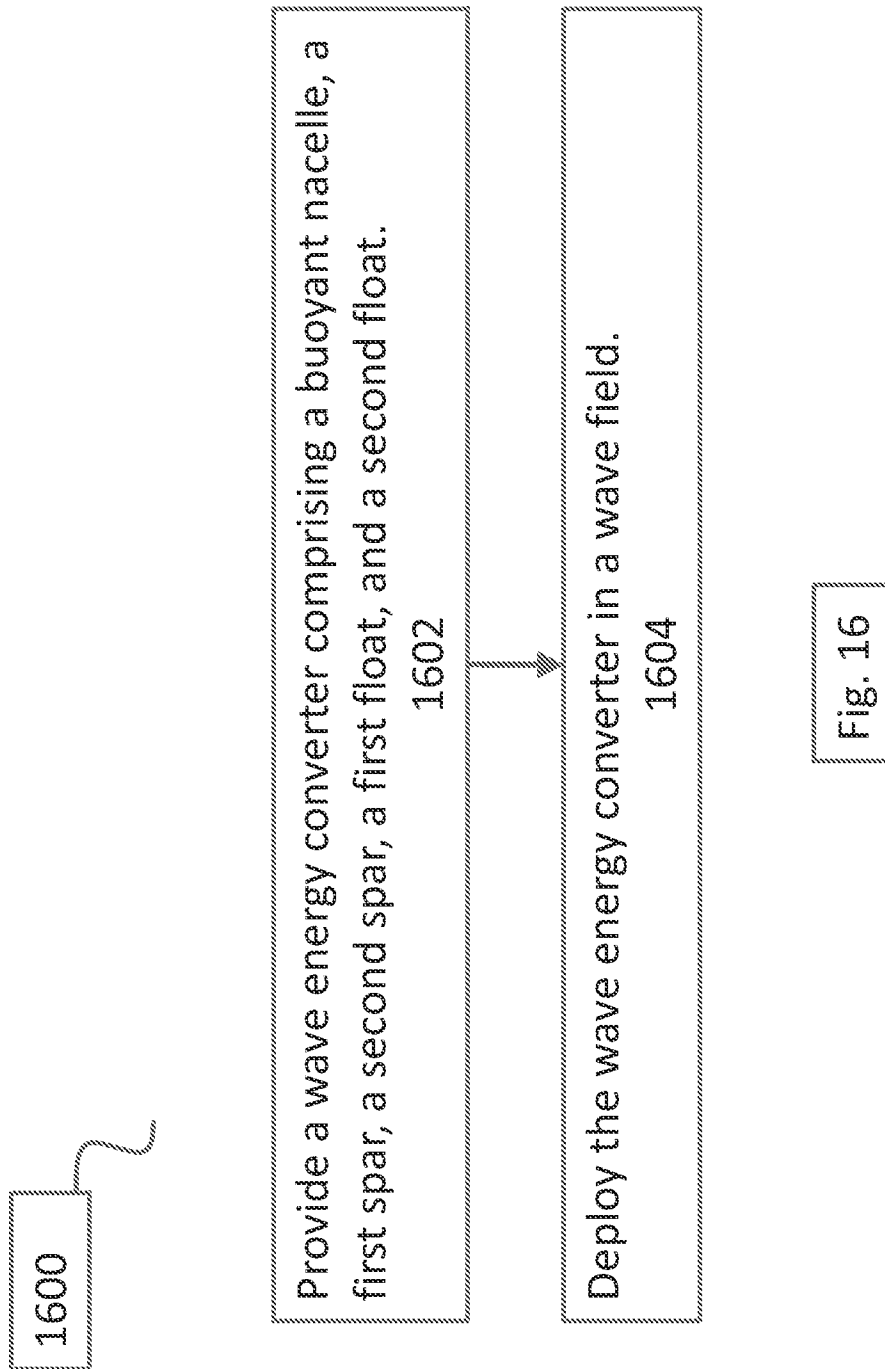 1600
Provide a wave energy converter comprising a buoyant nacelle, a
first spar, a second spar, a first float, and a second float.
1602
Deploy the wave energy converter in a wave field.
1604
Fig. 16